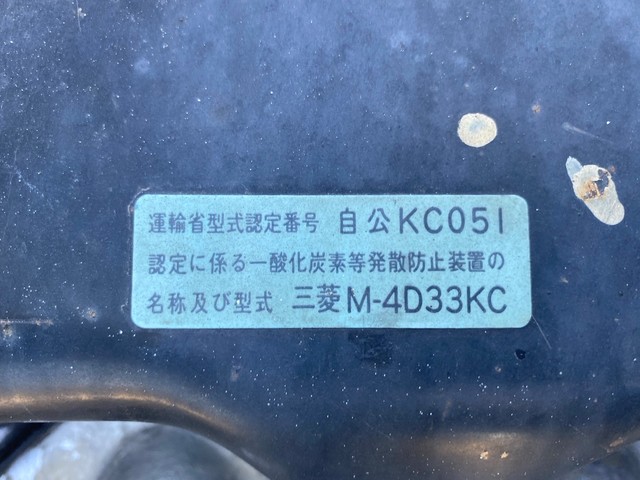 運輸省型式認定番号 自公KC051
認定に係る一酸化炭素等発散防止装置の
名称及び型式 三菱M-4D33KC